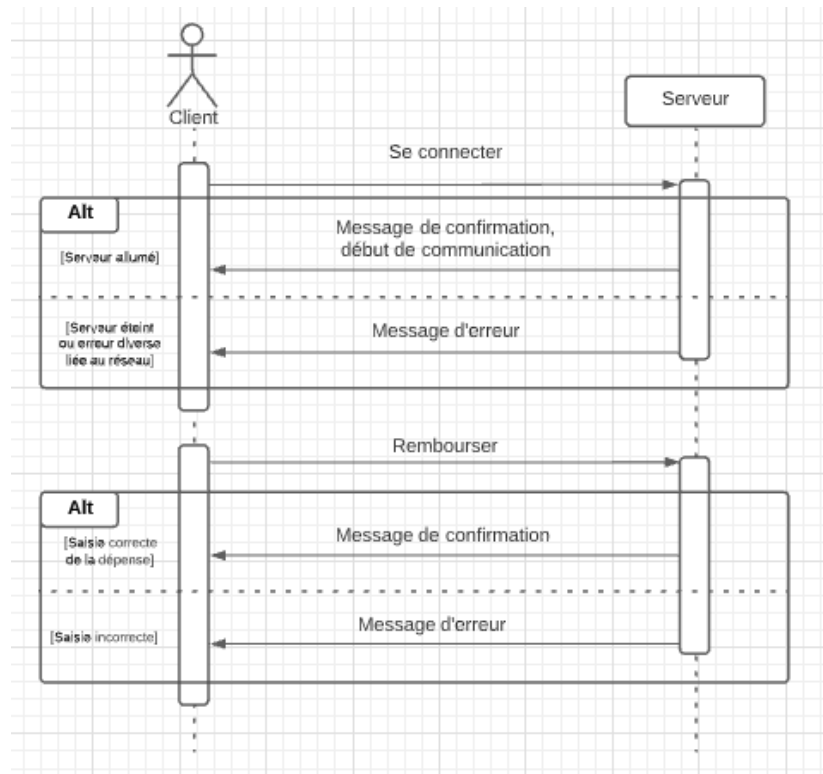 Client
Serveur
Se connecter
Alt
Message de confirmation,
début de communication
[Serveur allumé]
[Serveur éteint
ou erreur diverse
liée au réseau]
Message d'erreur
Rembourser
Alt
[Saisie correcte
de la dépense]
Message de confirmation
[Saisie incorrecte]
Message d'erreur